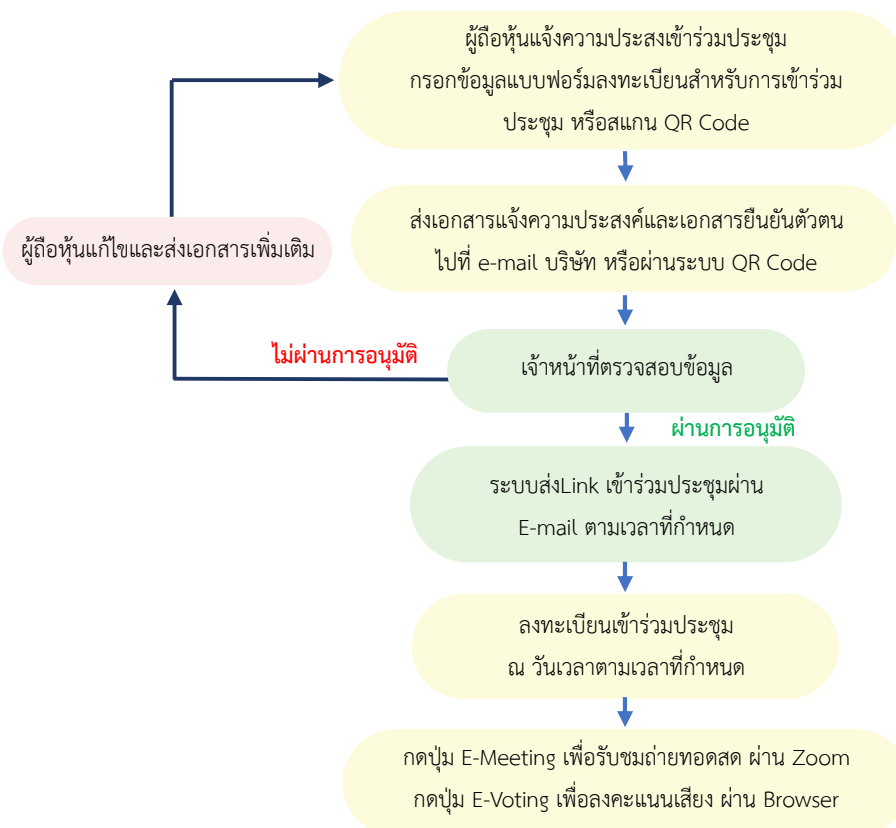 ผู้ถือหุ้นแจ้งความประสงเข้าร่วมประชุม
กรอกข้อมูลแบบฟอร์มลงทะเบียนสำหรับการเข้าร่วม
ประชุม หรือสแกน QR Code
ส่งเอกสารแจ้งความประสงค์และเอกสารยืนยันตัวตน
ไปที่ e-mail บริษัท หรือผ่านระบบ QR Code
ผู้ถือหุ้นแก้ไขและส่งเอกสารเพิ่มเติม
ไม่ผ่านการอนุมัติ
เจ้าหน้าที่ตรวจสอบข้อมูล
ผ่านการอนุมัติ
ระบบส่งLink เข้าร่วมประชุมผ่าน
E-mail ตามเวลาที่กำหนด
ลงทะเบียนเข้าร่วมประชุม
ณ วันเวลาตามเวลาที่กำหนด
กดปุ่ม E-Meeting เพื่อรับชมถ่ายทอดสด ผ่าน Zoom
กดปุ่ม E-Voting เพื่อลงคะแนนเสียง ผ่าน Browser